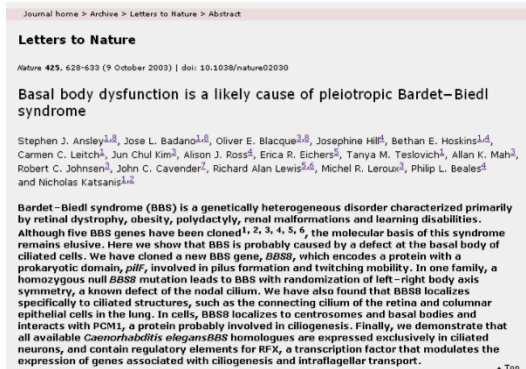 Journal home > Archive > Letters to Nature > Abstract
Letters to Nature
Nature 425, 628-633 (9 October 2003) | doi: 10.1038/nature02030
Basal body dysfunction is a likely cause of pleiotropic Bardet–Biedl
syndrome
Stephen J. Ansley1,8, Jose L. Badano1,8, Oliver E. Blacque3,8, Josephine Hill4, Bethan E. Hoskins1,4,
Carmen C. Leitch1, Jun Chul Kim3, Alison J. Ross4, Erica R. Eichers5, Tanya M. Teslovich1, Allan K. Mah3,
Robert C. Johnsen3, John C. Cavender7, Richard Alan Lewis5,6, Michel R. Leroux3, Philip L. Beales4
and Nicholas Katsanis1,2
Bardet–Biedl syndrome (BBS) is a genetically heterogeneous disorder characterized primarily
by retinal dystrophy, obesity, polydactyly, renal malformations and learning disabilities.
Although five BBS genes have been cloned1, 2, 3, 4, 5, 6, the molecular basis of this syndrome
remains elusive. Here we show that BBS is probably caused by a defect at the basal body of
ciliated cells. We have cloned a new BBS gene, BBS8, which encodes a protein with a
prokaryotic domain, pilF, involved in pilus formation and twitching mobility. In one family, a
homozygous null BBS8 mutation leads to BBS with randomization of left–right body axis
symmetry, a known defect of the nodal cilium. We have also found that BBS8 localizes
specifically to ciliated structures, such as the connecting cilium of the retina and columnar
epithelial cells in the lung. In cells, BBS8 localizes to centrosomes and basal bodies and
interacts with PCM1, a protein probably involved in ciliogenesis. Finally, we demonstrate that
all available Caenorhabditis elegansBBS homologues are expressed exclusively in ciliated
neurons, and contain regulatory elements for RFX, a transcription factor that modulates the
expression of genes associated with ciliogenesis and intraflagellar transport.
Top